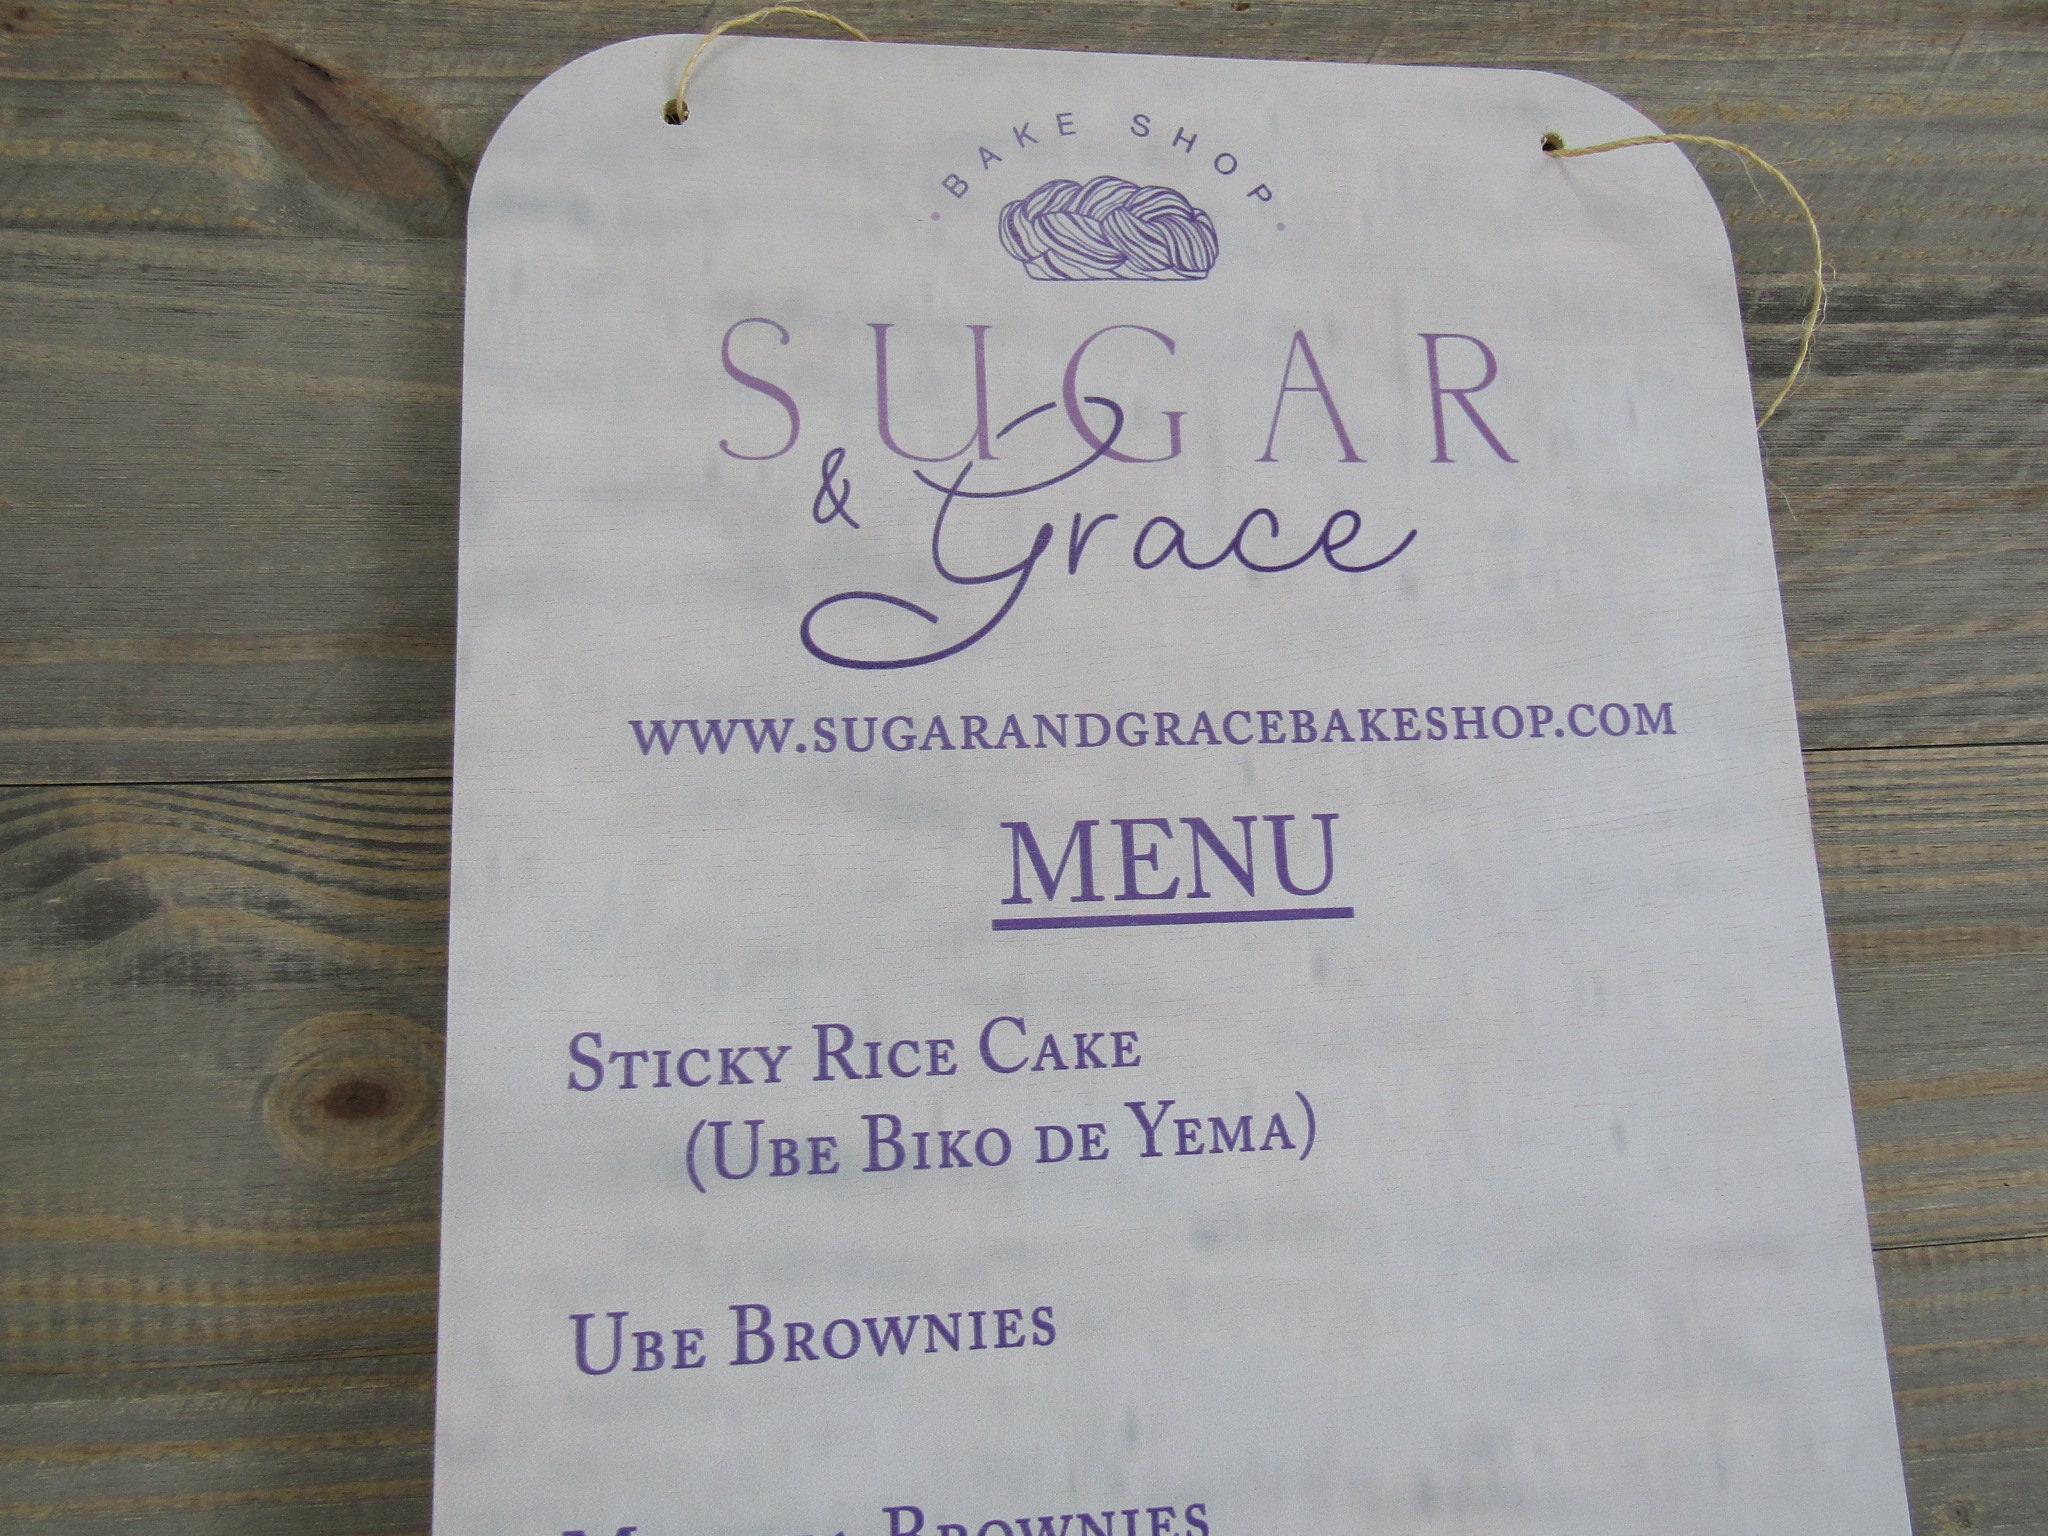 BAKE SHOP
SUGAR
& Grace
WWW.SUGARANDGRACEBAKESHOP.COM
MENU
STICKY RICE CAKE
(UBE BIKO DE YEMA)
UBE BROWNIES
BROWNIES